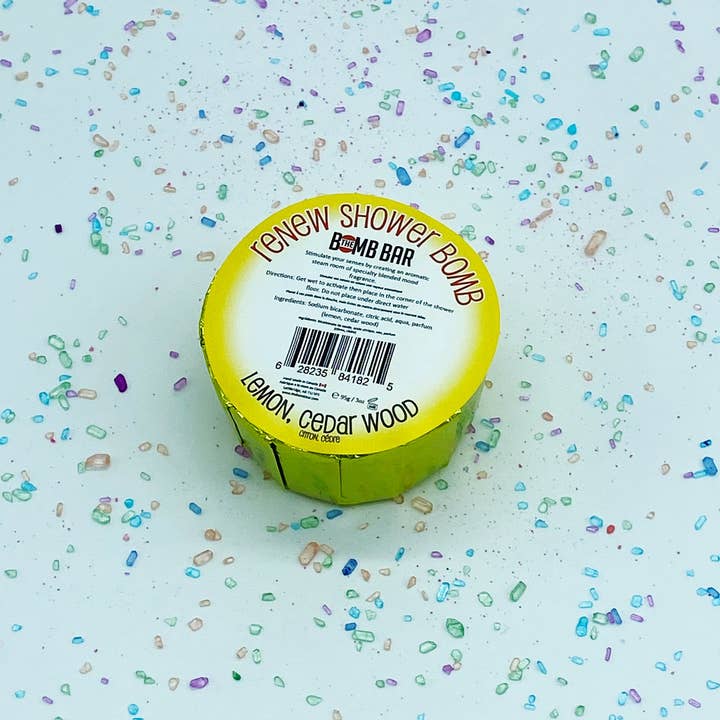 Renew Shower Bomb
THE
BOMB BAR
Stimulate your senses by creating an aromatic
steam room of specially blended mood
fragrance.
Directions: Get wet to activate then place in the corner of the shower
floor. Do not place under direct water
Ingredients: Sodium bicarbonate, citric acid, aqua, parfum
(lemon, cedar wood)
6 28235 84182 5
e 95g / 3oz
Lemon, Cedar Wood
Citron, Cèdre